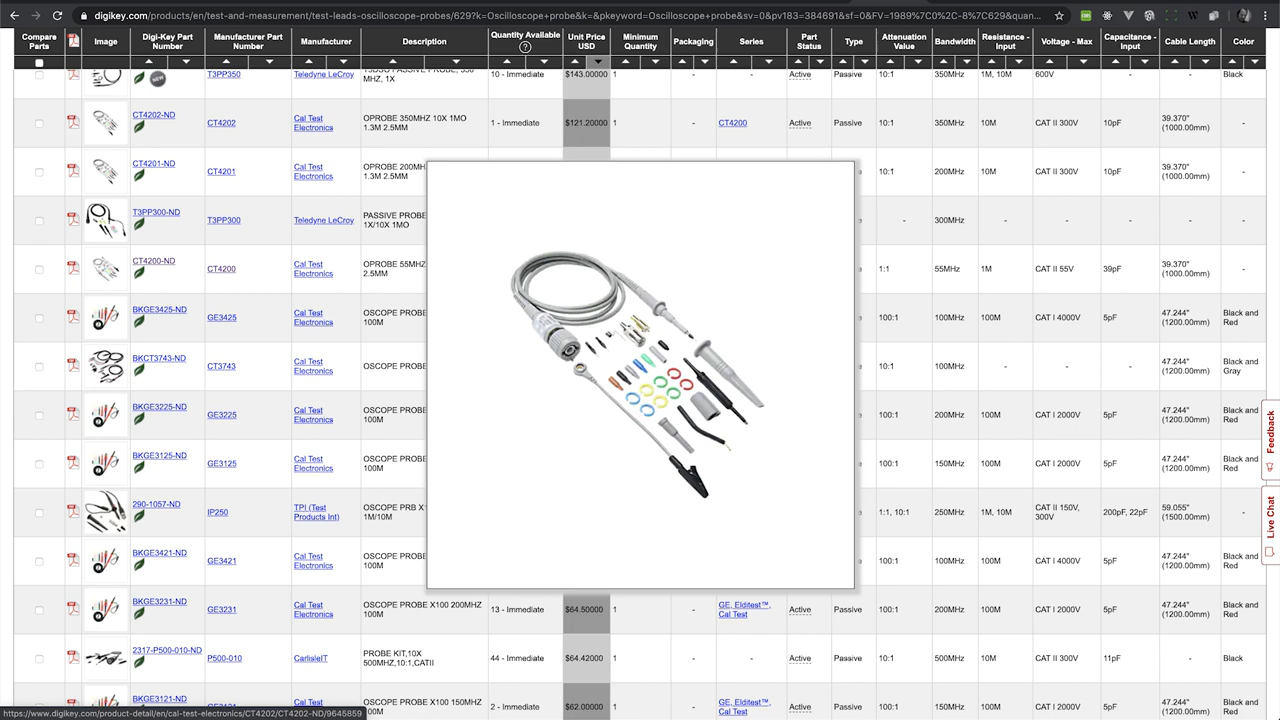 digikey.com/products/en/test-and-measurement/test-leads-oscilloscope-probes/629?k=Oscilloscope+probe&k=&pkeyword=Oscilloscope+probe&sv=0&pv183=384691&sf=0&FV=1989%7C0%2C-8%7C629&quan...
Compare Parts Image Digi-Key Part Number Manufacturer Part Number Manufacturer Description Quantity Available ? Unit Price USD Minimum Quantity Packaging Series Part Status Type Attenuation Value Bandwidth Resistance - Input Voltage - Max Capacitance - Input Cable Length Color
NEW T3PP350 Teledyne LeCroy MHZ, 1X 10 - Immediate $143.00000 1 - - Active Passive 10:1 350MHz 1M, 10M 600V - - Black
CT4202-ND CT4202 Cal Test Electronics OPROBE 350MHZ 10X 1MO 1.3M 2.5MM 1 - Immediate $121.20000 1 - CT4200 Active Passive 10:1 350MHz 10M CAT II 300V 10pF 39.370" (1000.00mm) -
CT4201-ND CT4201 Cal Test Electronics OPROBE 200MH 1.3M 2.5MM 10:1 200MHz 10M CAT II 300V 10pF 39.370" (1000.00mm) -
T3PP300-ND T3PP300 Teledyne LeCroy PASSIVE PROBE 1X/10X 1MO - 300MHz - - - - -
CT4200-ND CT4200 Cal Test Electronics OPROBE 55MHZ 2.5MM 1:1 55MHz 1M CAT II 55V 39pF 39.370" (1000.00mm) -
BKGE3425-ND GE3425 Cal Test Electronics OSCOPE PROBE 100M 100:1 100MHz 100M CAT I 4000V 5pF 47.244" (1200.00mm) Black and Red
BKCT3743-ND CT3743 Cal Test Electronics OSCOPE PROBE 10:1 100MHz - - - 47.244" (1200.00mm) Black and Gray
BKGE3225-ND GE3225 Cal Test Electronics OSCOPE PROBE 100M 100:1 200MHz 100M CAT I 2000V 5pF 47.244" (1200.00mm) Black and Red
BKGE3125-ND GE3125 Cal Test Electronics OSCOPE PROBE 100M 100:1 150MHz 100M CAT I 2000V 5pF 47.244" (1200.00mm) Black and Red
290-1057-ND IP250 TPI (Test Products Int) OSCOPE PRB X 1M/10M 1:1, 10:1 250MHz 1M, 10M CAT II 150V, 300V 200pF, 22pF 59.055" (1500.00mm) -
BKGE3421-ND GE3421 Cal Test Electronics OSCOPE PROBE 100M 100:1 100MHz 100M CAT I 4000V 5pF 47.244" (1200.00mm) Black and Red
BKGE3231-ND GE3231 Cal Test Electronics OSCOPE PROBE X100 200MHZ 100M 13 - Immediate $64.50000 1 - GE, Elditest™, Cal Test Active Passive 100:1 200MHz 100M CAT I 2000V 5pF 47.244" (1200.00mm) Black and Red
2317-P500-010-ND P500-010 CarlisleIT PROBE KIT,10X 500MHZ,10:1,CATII 44 - Immediate $64.42000 1 - - Active Passive 10:1 500MHz 10M CAT II 300V 11pF - Black
BKGE3121-ND Cal Test OSCOPE PROBE X100 150MHZ 100M 2 - Immediate $62.00000 1 - GE, Elditest™, Cal Test Active Passive 100:1 150MHz 100M CAT I 2000V 5pF 47.244" (1200.00mm) Black and Red
Feedback
Live Chat
https://www.digikey.com/product-detail/en/cal-test-electronics/CT4202/CT4202-ND/9645859